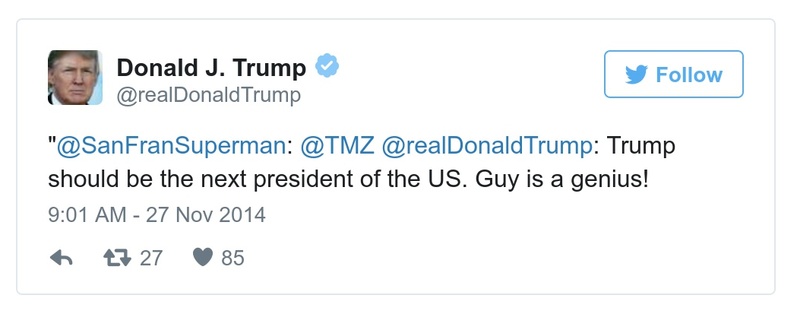 Donald J. Trump
@realDonaldTrump
Follow
"@SanFranSuperman: @TMZ @realDonaldTrump: Trump
should be the next president of the US. Guy is a genius!
9:01 AM - 27 Nov 2014
27 85